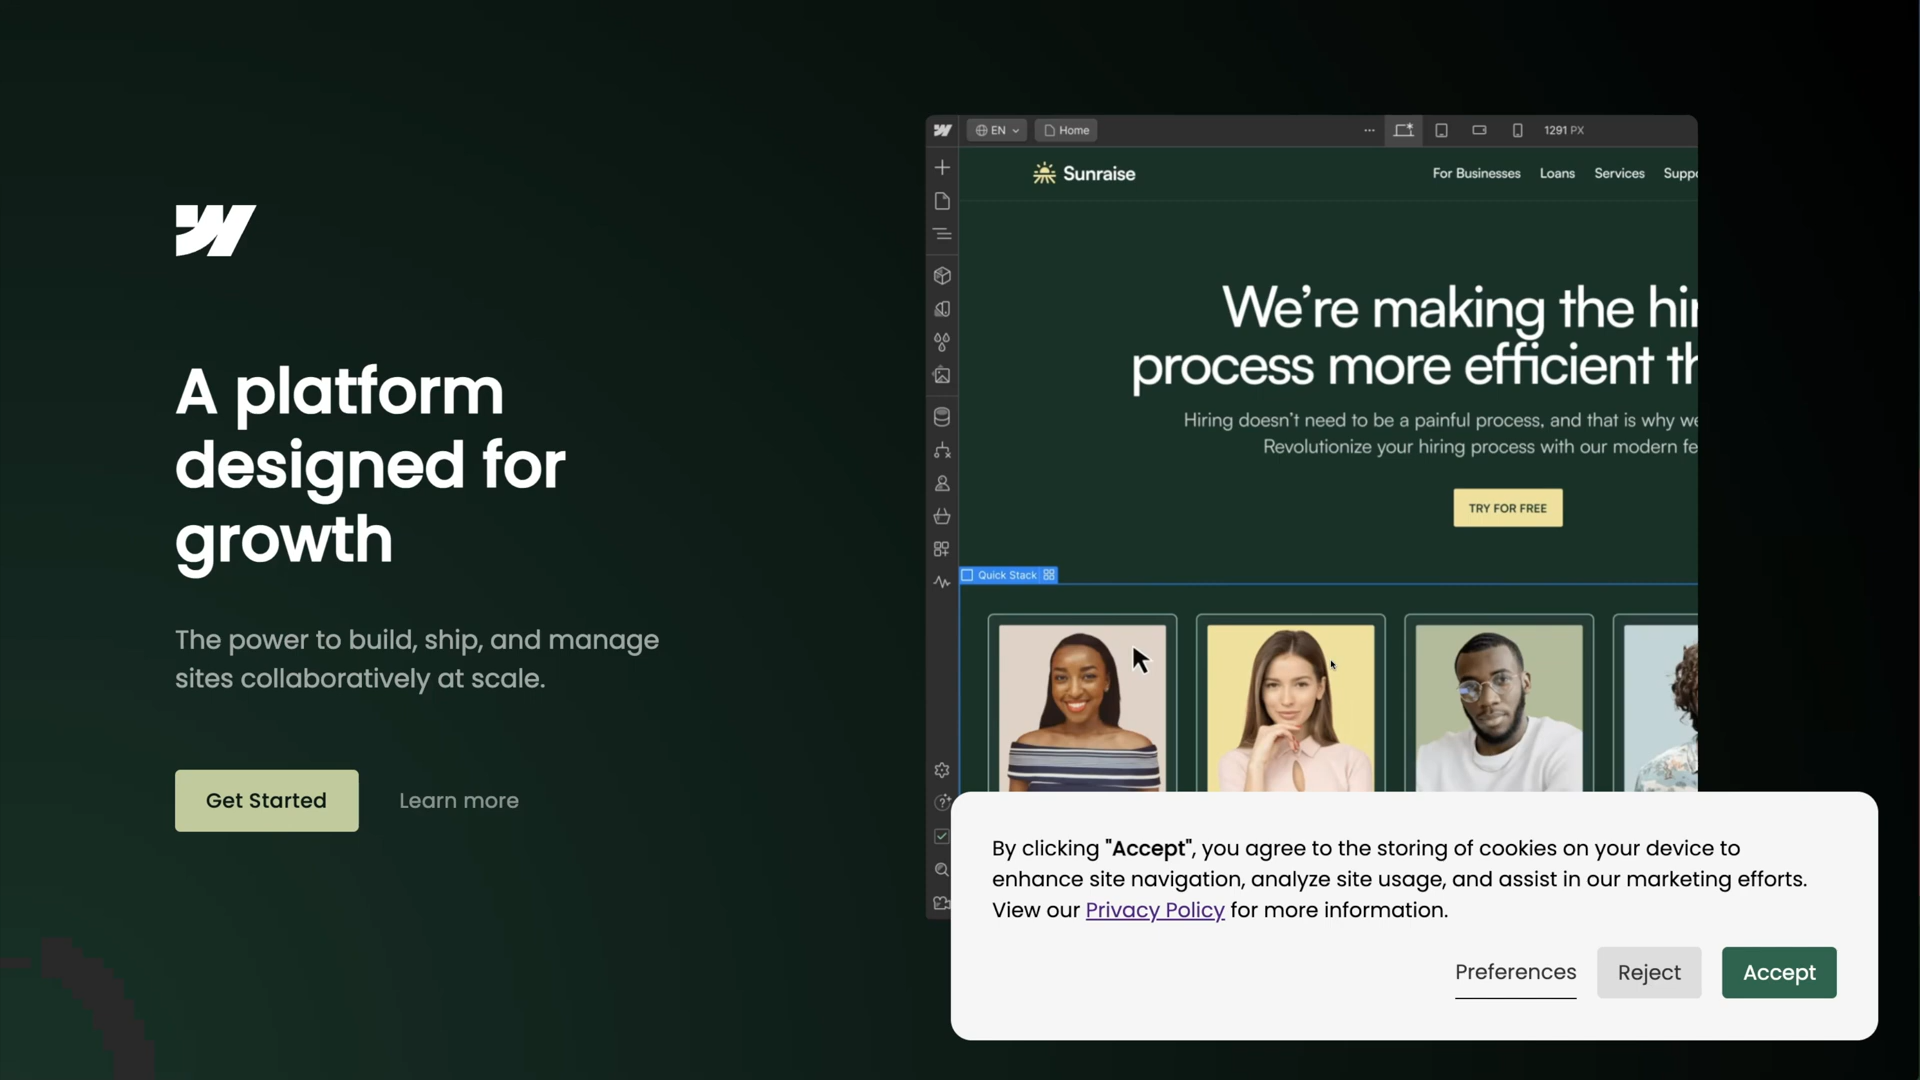 A platform
designed for
growth
The power to build, ship, and manage
sites collaboratively at scale.
Get Started
Learn more
EN
Home
1291 PX
Sunraise
For Businesses
Loans
Services
Suppo
We’re making the hir
process more efficient th
Hiring doesn’t need to be a painful process, and that is why we
Revolutionize your hiring process with our modern fe
TRY FOR FREE
Quick Stack
By clicking "Accept", you agree to the storing of cookies on your device to
enhance site navigation, analyze site usage, and assist in our marketing efforts.
View our Privacy Policy for more information.
Preferences
Reject
Accept